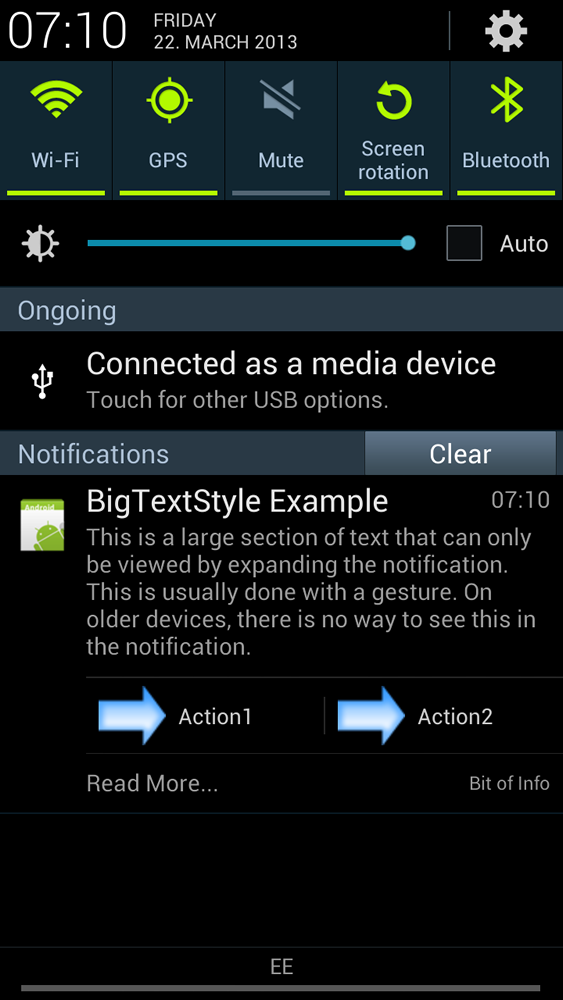 07:10
FRIDAY
22. MARCH 2013
Wi-Fi
GPS
Mute
Screen
rotation
Bluetooth
Auto
Ongoing
Connected as a media device
Touch for other USB options.
Notifications
Clear
Android
BigTextStyle Example
07:10
This is a large section of text that can only
be viewed by expanding the notification.
This is usually done with a gesture. On
older devices, there is no way to see this in
the notification.
Action1
Action2
Read More...
Bit of Info
EE